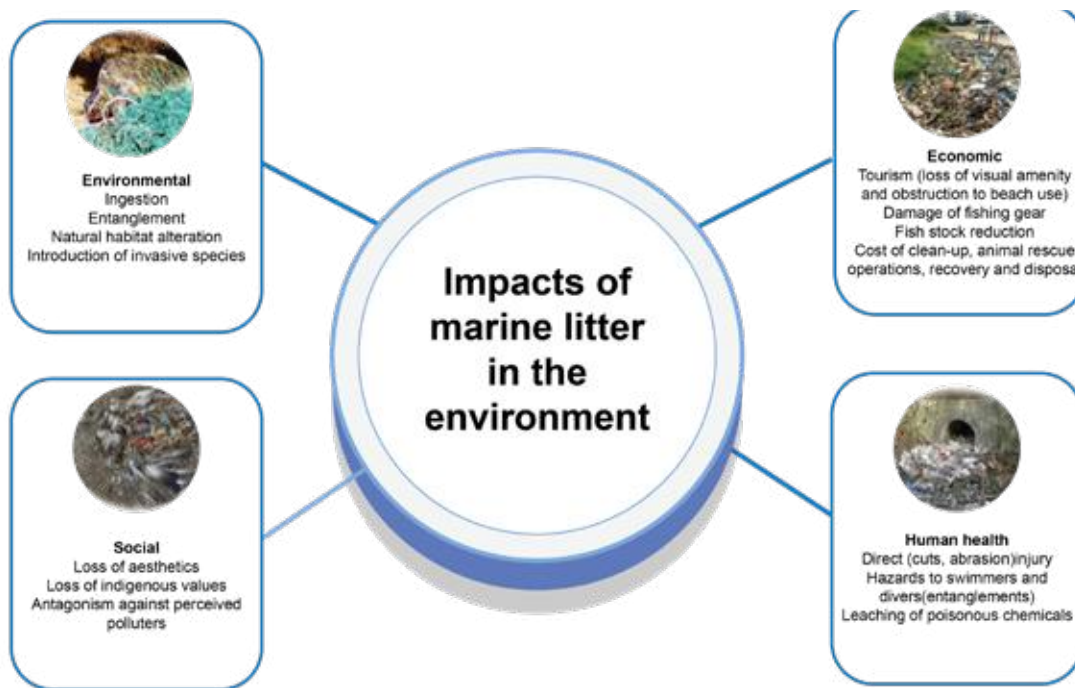 Environmental
Ingestion
Entanglement
Natural habitat alteration
Introduction of invasive species
Economic
Tourism (loss of visual amenity
and obstruction to beach use)
Damage of fishing gear
Fish stock reduction
Cost of clean-up, animal rescue
operations, recovery and disposa
Impacts of
marine litter
in the
environment
Social
Loss of aesthetics
Loss of indigenous values
Antagonism against perceived
polluters
Human health
Direct (cuts, abrasion)injury
Hazards to swimmers and
divers(entanglements)
Leaching of poisonous chemicals